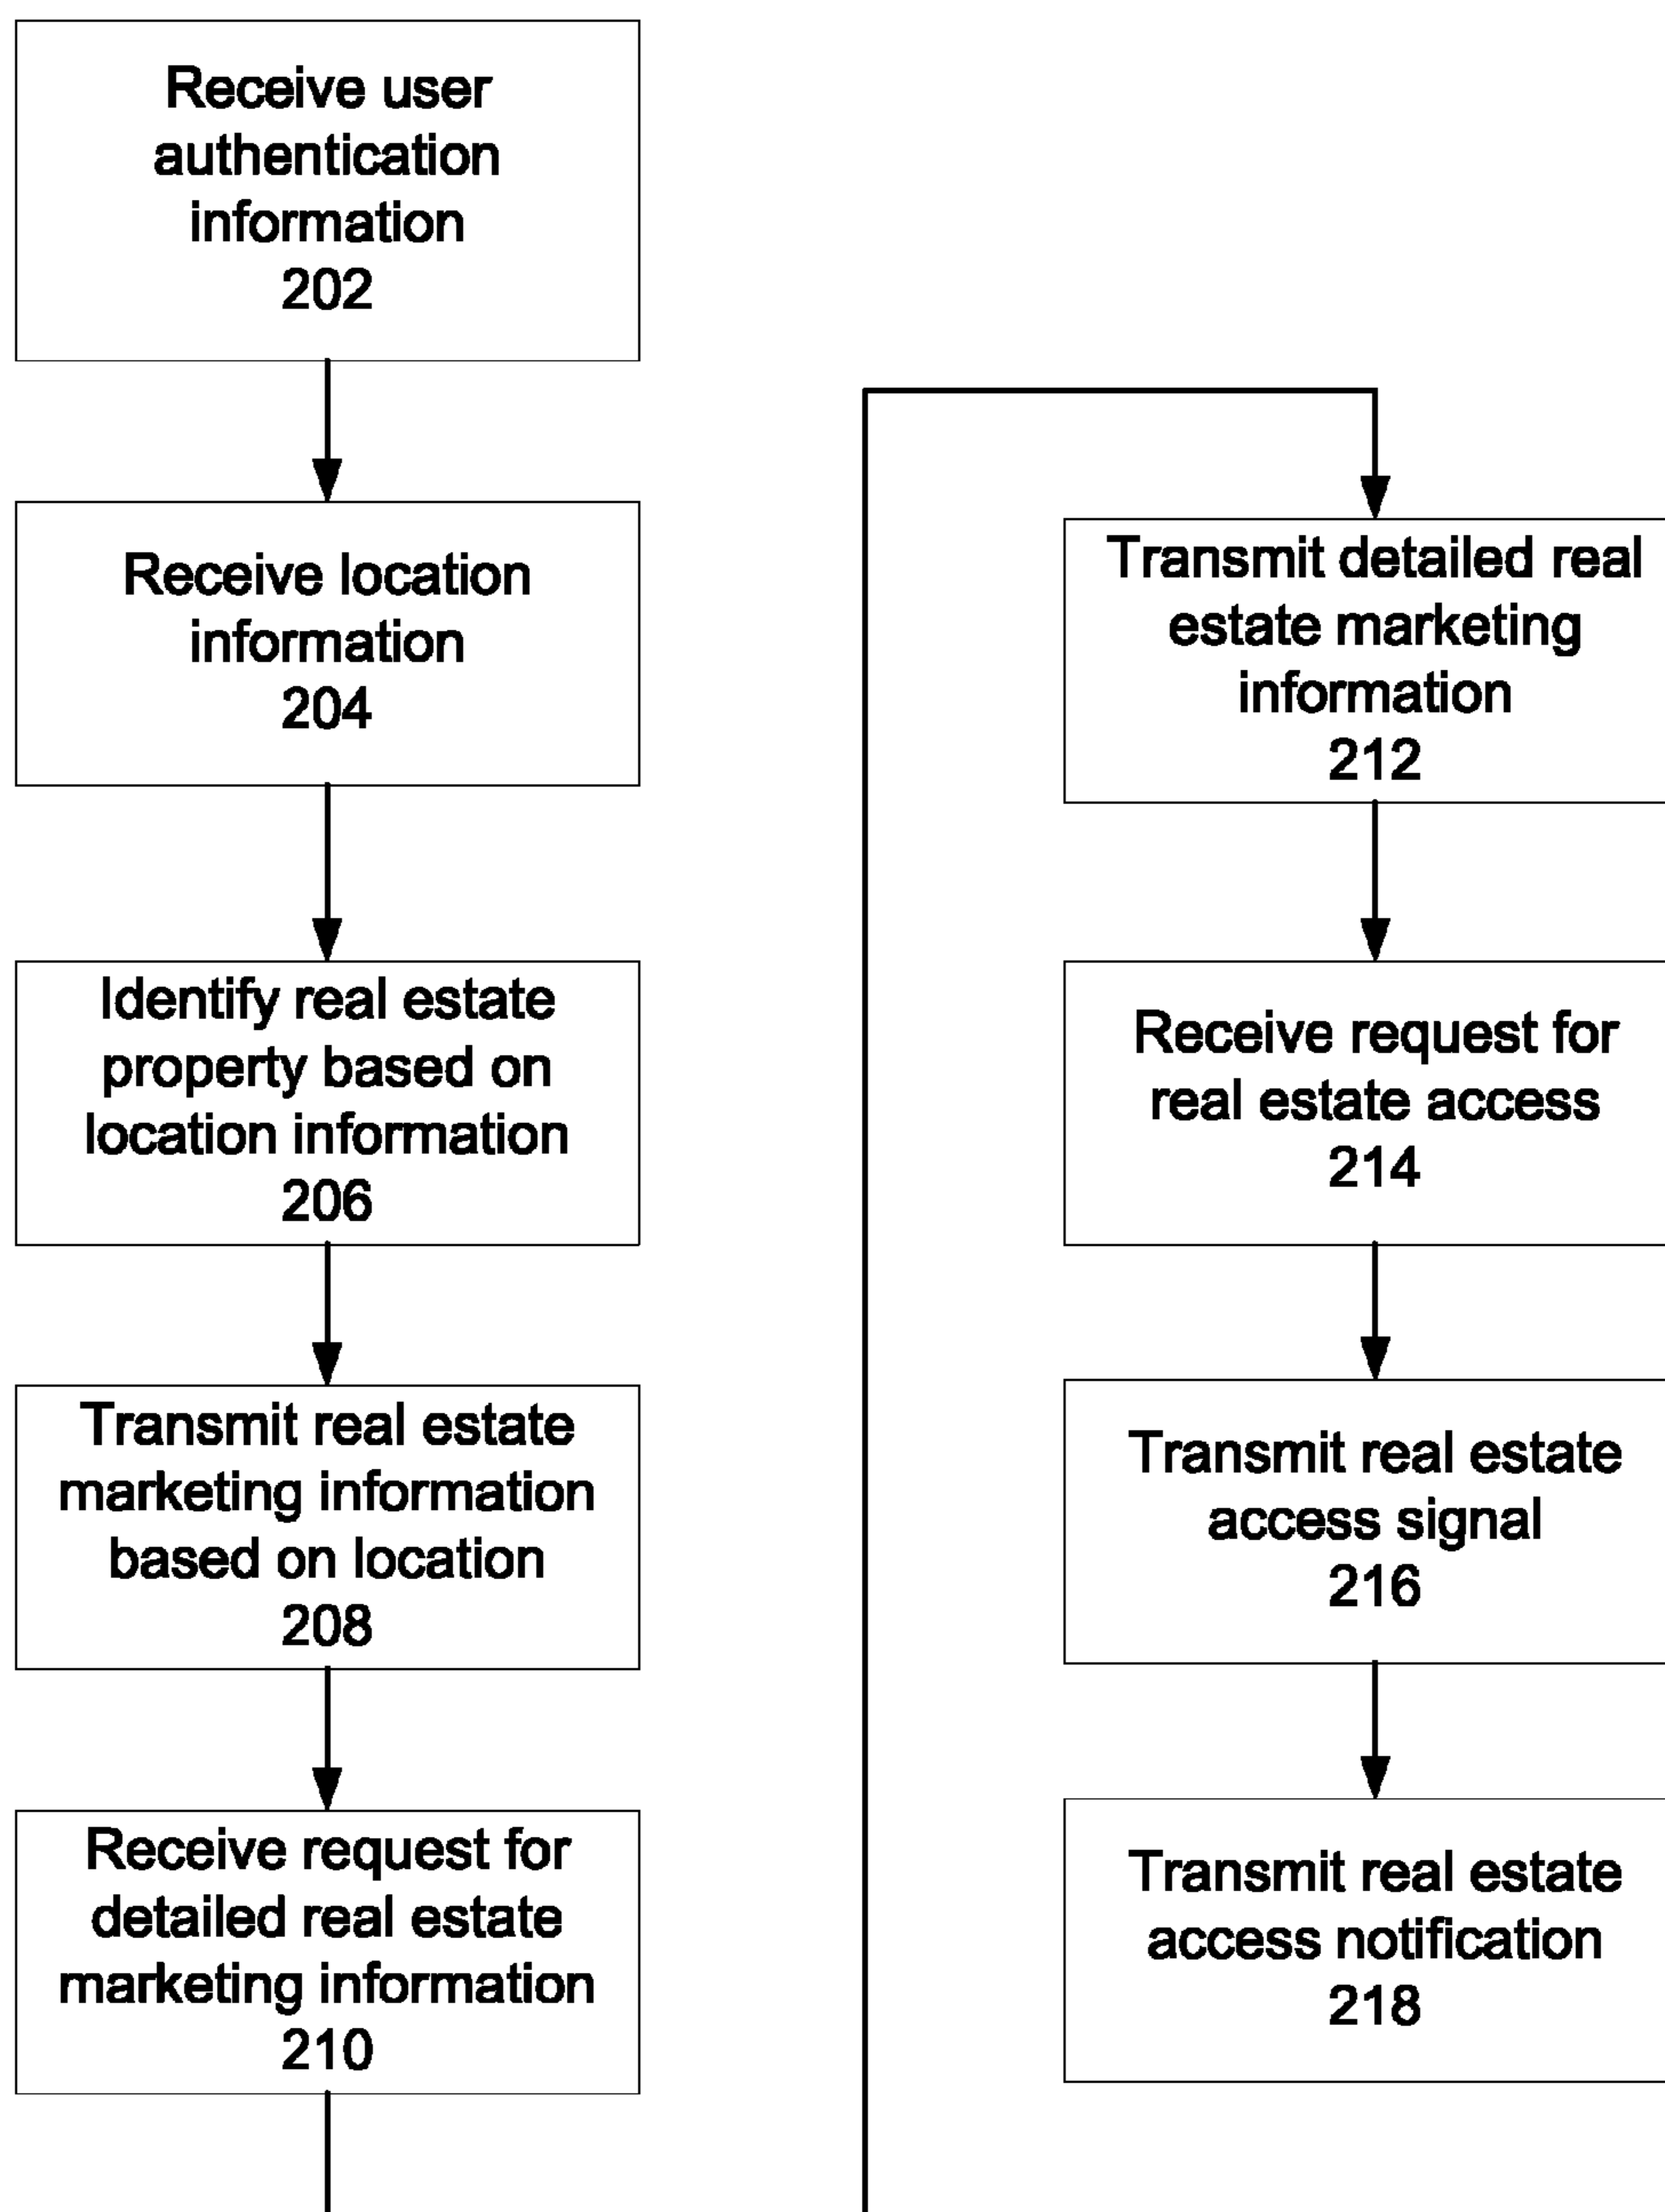 Receive user
authentication
information
202
Receive location
information
204
Identify real estate
property based on
location information
206
Transmit real estate
marketing information
based on location
208
Receive request for
detailed real estate
marketing information
210
Transmit detailed real
estate marketing
information
212
Receive request for
real estate access
214
Transmit real estate
access signal
216
Transmit real estate
access notification
218